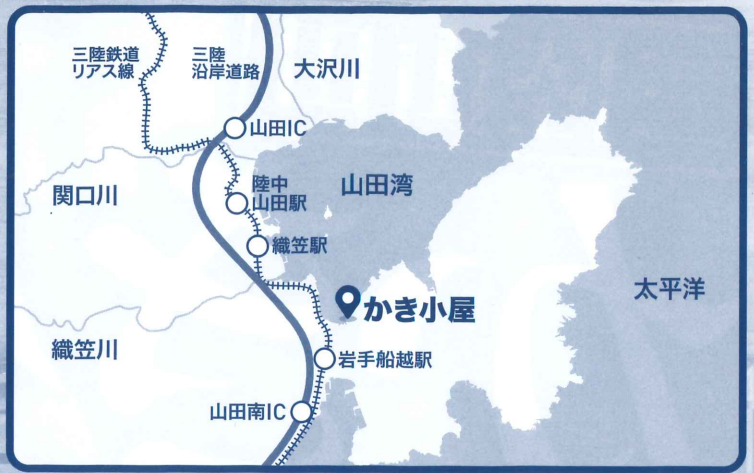 三陸鉄道
リアス線
三陸
沿岸道路
大沢川
山田IC
関口川
陸中
山田駅
山田湾
織笠駅
太平洋
かき小屋
織笠川
岩手船越駅
山田南IC